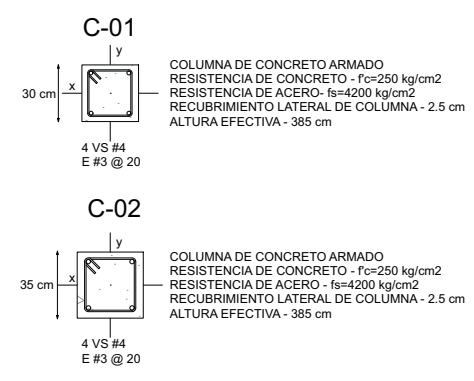 C-01
y
x
30 cm
COLUMNA DE CONCRETO ARMADO
RESISTENCIA DE CONCRETO - f'c=250 kg/cm2
RESISTENCIA DE ACERO- fs=4200 kg/cm2
RECUBRIMIENTO LATERAL DE COLUMNA - 2.5 cm
ALTURA EFECTIVA - 385 cm
4 VS #4
E #3 @ 20
C-02
y
x
35 cm
COLUMNA DE CONCRETO ARMADO
RESISTENCIA DE CONCRETO - f'c=250 kg/cm2
RESISTENCIA DE ACERO - fs=4200 kg/cm2
RECUBRIMIENTO LATERAL DE COLUMNA - 2.5 cm
ALTURA EFECTIVA - 385 cm
4 VS #4
E #3 @ 20